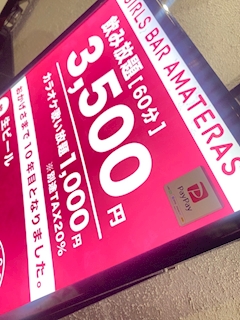 GIRLS BAR AMATERAS
飲み放題【60分】
3,500円
カラオケ歌い放題1,000円
※別途TAX20%
おかげさまで10年目となりました。
生ビール
PayPay